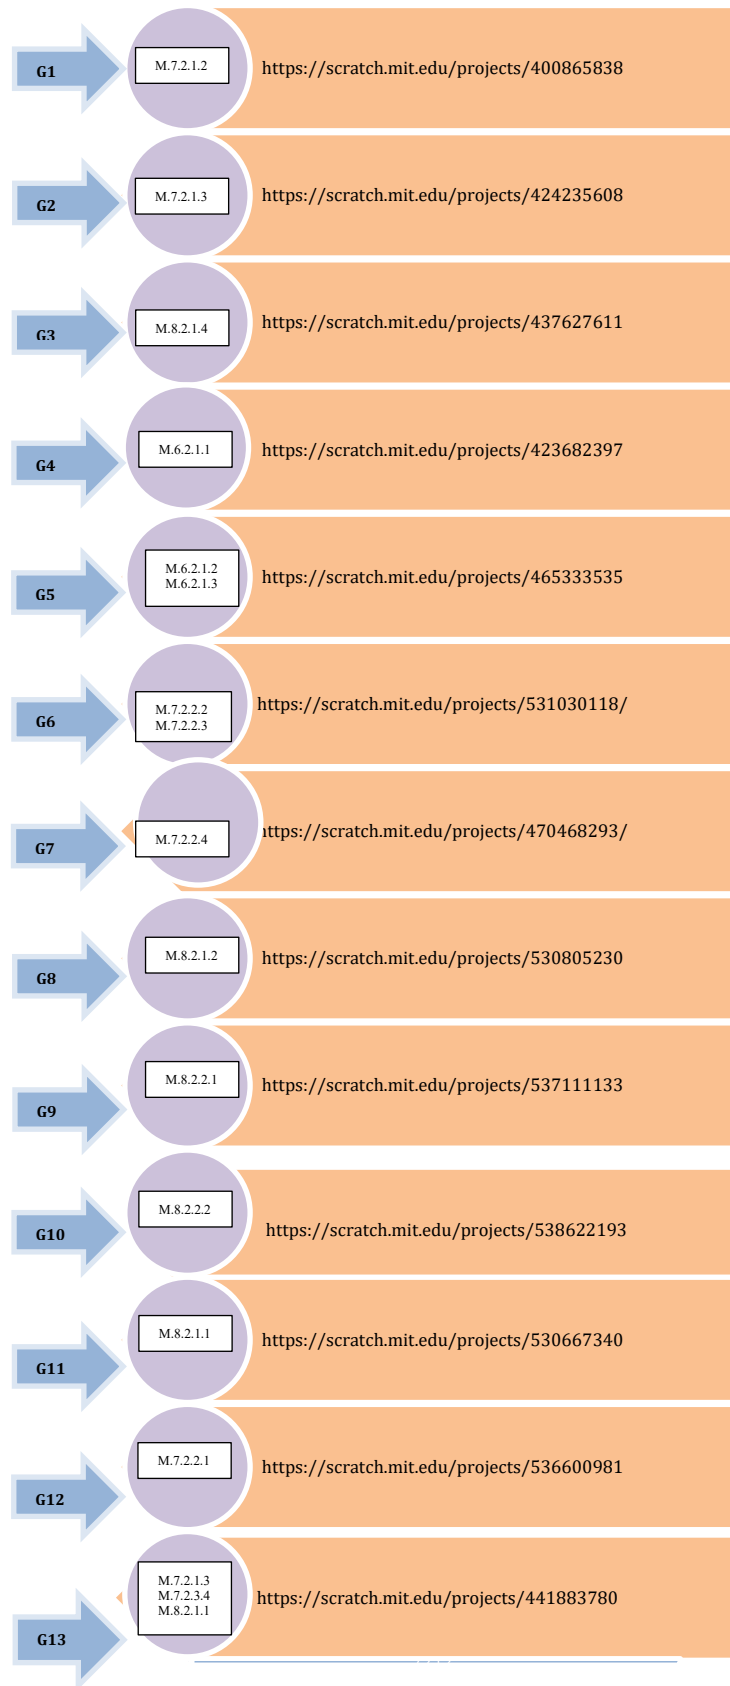 G1
M.7.2.1.2
https://scratch.mit.edu/projects/400865838
G2
M.7.2.1.3
https://scratch.mit.edu/projects/424235608
G3
M.8.2.1.4
https://scratch.mit.edu/projects/437627611
G4
M.6.2.1.1
https://scratch.mit.edu/projects/423682397
G5
M.6.2.1.2
M.6.2.1.3
https://scratch.mit.edu/projects/465333535
G6
M.7.2.2.2
M.7.2.2.3
https://scratch.mit.edu/projects/531030118/
G7
M.7.2.2.4
https://scratch.mit.edu/projects/470468293/
G8
M.8.2.1.2
https://scratch.mit.edu/projects/530805230
G9
M.8.2.2.1
https://scratch.mit.edu/projects/537111133
G10
M.8.2.2.2
https://scratch.mit.edu/projects/538622193
G11
M.8.2.1.1
https://scratch.mit.edu/projects/530667340
G12
M.7.2.2.1
https://scratch.mit.edu/projects/536600981
G13
M.7.2.1.3
M.7.2.3.4
M.8.2.1.1
https://scratch.mit.edu/projects/441883780